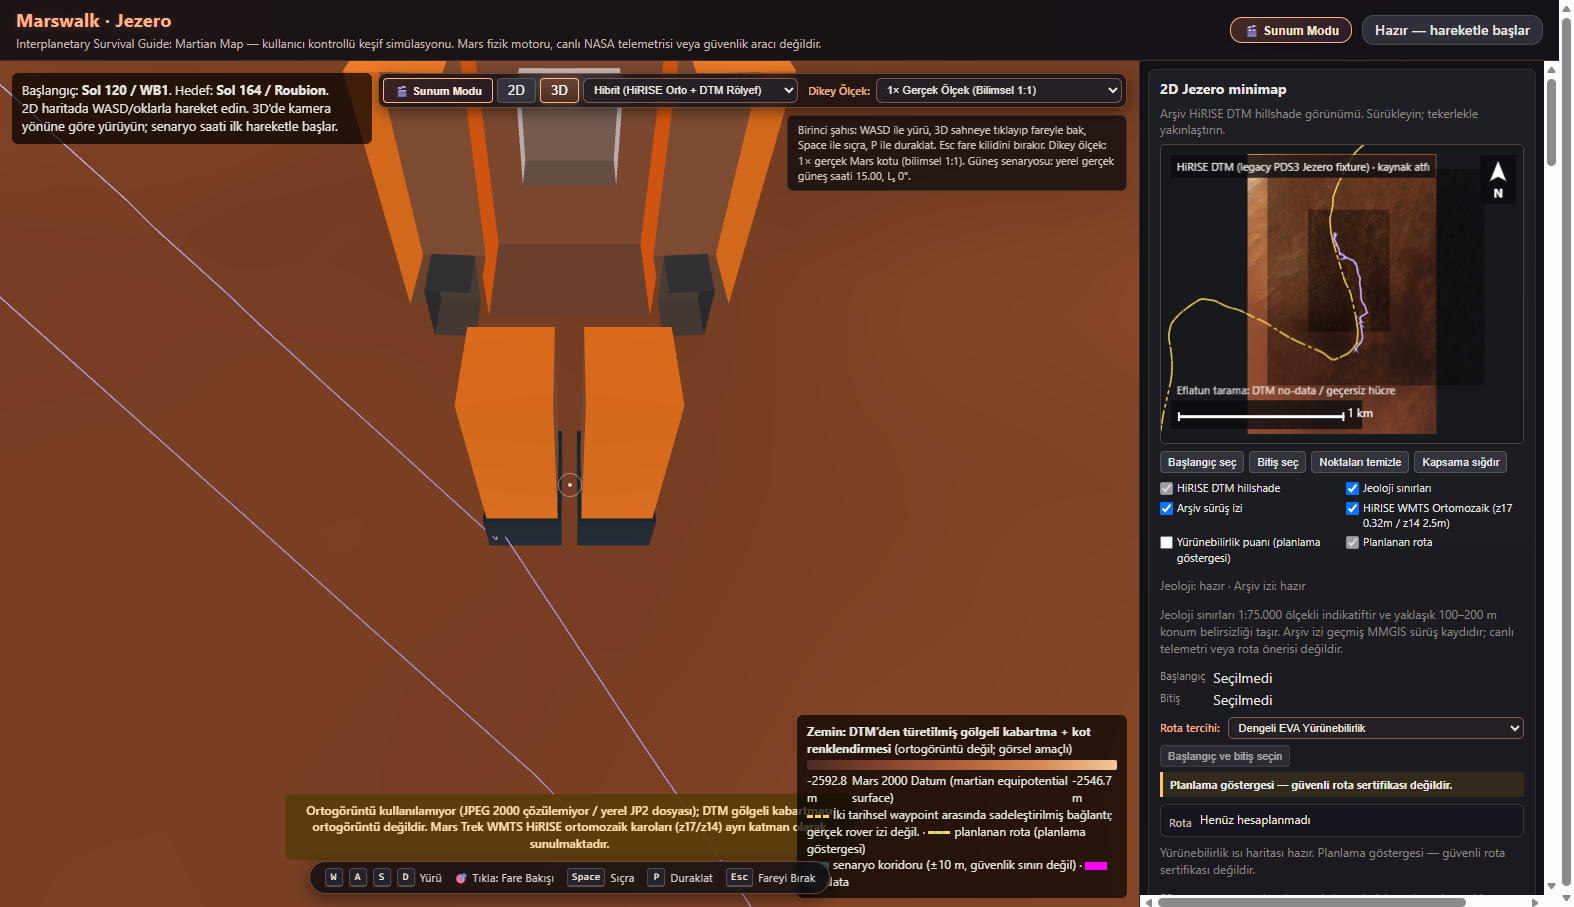 Marswalk · Jezero
Interplanetary Survival Guide: Martian Map — kullanıcı kontrollü keşif simülasyonu. Mars fizik motoru, canlı NASA telemetrisi veya güvenlik aracı değildir.
Sunum Modu
Hazır — hareketle başlar
Başlangıç: Sol 120 / WB1. Hedef: Sol 164 / Roubion.
2D haritada WASD/oklarla hareket edin. 3D'de kamera
yönüne göre yürüyün; senaryo saati ilk hareketle başlar.
Sunum Modu
2D
3D
Hibrit (HiRISE Orto + DTM Rölyef)
Dikey Ölçek:
1× Gerçek Ölçek (Bilimsel 1:1)
Birinci şahıs: WASD ile yürü, 3D sahneye tıklayıp fareyle bak,
Space ile sıçra, P ile duraklat. Esc fare kilidini bırakır. Dikey ölçek:
1× gerçek Mars kotu (bilimsel 1:1). Güneş senaryosu: yerel gerçek
güneş saati 15.00, Lₛ 0°.
Zemin: DTM'den türetilmiş gölgeli kabartma + kot
renklendirmesi (ortogörüntü değil; görsel amaçlı)
-2592.8 Mars 2000 Datum (martian equipotential -2546.7
m surface) m
İki tarihsel waypoint arasında sadeleştirilmiş bağlantı;
gerçek rover izi değil. · planlanan rota (planlama
göstergesi)
senaryo koridoru (±10 m, güvenlik sınırı değil) ·
data
Ortogörüntü kullanılamıyor (JPEG 2000 çözülemiyor / yerel JP2 dosyası); DTM gölgeli kabartması
ortogörüntü değildir. Mars Trek WMTS HiRISE ortomozaik karoları (z17/z14) ayrı katman olarak
sunulmaktadır.
W A S D Yürü Tıkla: Fare Bakışı Space Sıçra P Duraklat Esc Fareyi Bırak
2D Jezero minimap
Arşiv HiRISE DTM hillshade görünümü. Sürükleyin; tekerlekle
yakınlaştırın.
HiRISE DTM (legacy PDS3 Jezero fixture) · kaynak atfı
N
Eflatun tarama: DTM no-data / geçersiz hücre
1 km
Başlangıç seç
Bitiş seç
Noktaları temizle
Kapsama sığdır
HiRISE DTM hillshade
Jeoloji sınırları
Arşiv sürüş izi
HiRISE WMTS Ortomozaik (z17
0.32m / z14 2.5m)
Yürünebilirlik puanı (planlama
göstergesi)
Planlanan rota
Jeoloji: hazır · Arşiv izi: hazır
Jeoloji sınırları 1:75.000 ölçekli indikatiftir ve yaklaşık 100–200 m
konum belirsizliği taşır. Arşiv izi geçmiş MMGIS sürüş kaydıdır; canlı
telemetri veya rota önerisi değildir.
Başlangıç Seçilmedi
Bitiş Seçilmedi
Rota tercihi: Dengeli EVA Yürünebilirlik
Başlangıç ve bitiş seçin
Planlama göstergesi — güvenli rota sertifikası değildir.
Rota Henüz hesaplanmadı
Yürünebilirlik ısı haritası hazır. Planlama göstergesi — güvenli rota
sertifikası değildir.